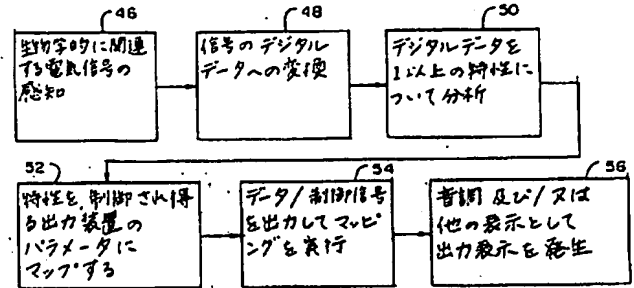 46
生物学的に関連
する電気信号の
感知
48
信号のデジタル
データへの変換
50
デジタルデータを
1以上の特性に
ついて分析
52
特性を、制御され得
る出力装置の
パラメータに
マップする
54
データ/制御信号
を出力してマッピ
ングを実行
56
音調及び/又は
他の表示として
出力表示を発生